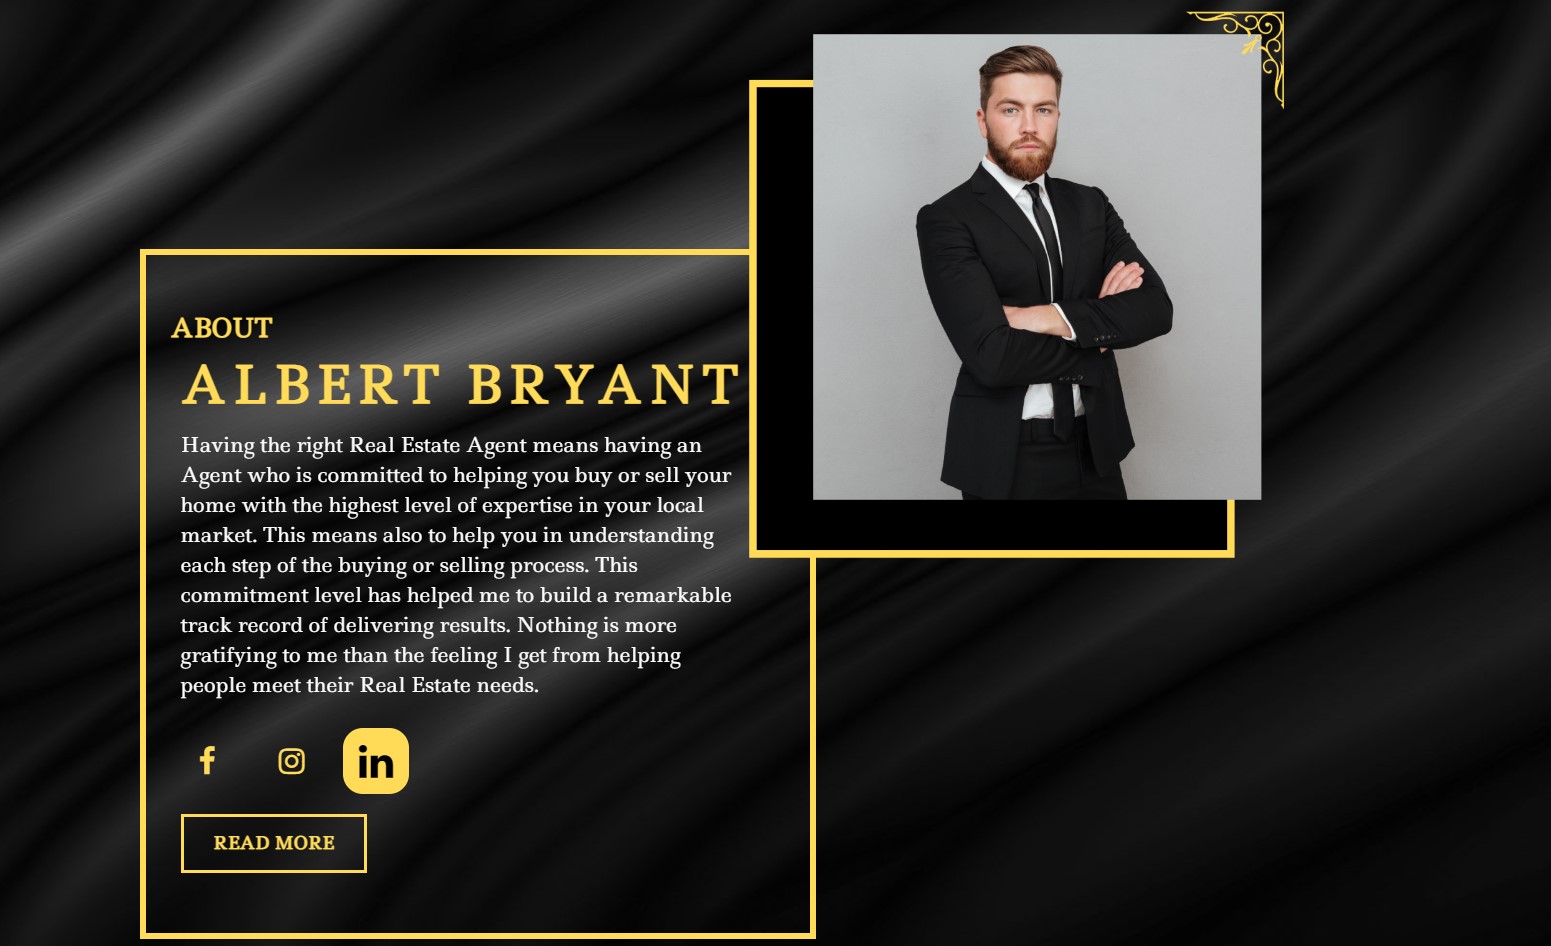 ABOUT
ALBERT BRYANT
Having the right Real Estate Agent means having an
Agent who is committed to helping you buy or sell your
home with the highest level of expertise in your local
market. This means also to help you in understanding
each step of the buying or selling process. This
commitment level has helped me to build a remarkable
track record of delivering results. Nothing is more
gratifying to me than the feeling I get from helping
people meet their Real Estate needs.
READ MORE